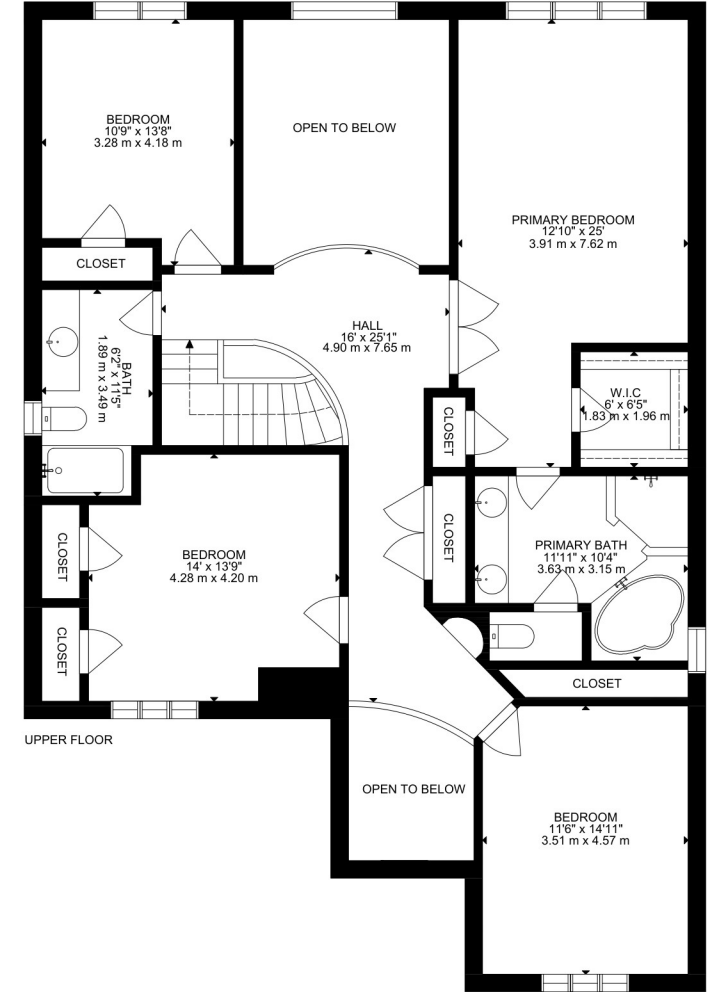 BEDROOM
10'9" x 13'8"
3.28 m x 4.18 m
OPEN TO BELOW
PRIMARY BEDROOM
12'10" x 25'
3.91 m x 7.62 m
CLOSET
HALL
16' x 25'1"
4.90 m x 7.65 m
BATH
6'2" x 11'5"
1.89 m x 3.49 m
W.I.C
6' x 6'5"
1.83 m x 1.96 m
CLOSET
CLOSET
BEDROOM
14' x 13'9"
4.28 m x 4.20 m
CLOSET
PRIMARY BATH
11'11" x 10'4"
3.63 m x 3.15 m
CLOSET
CLOSET
UPPER FLOOR
OPEN TO BELOW
BEDROOM
11'6" x 14'11"
3.51 m x 4.57 m